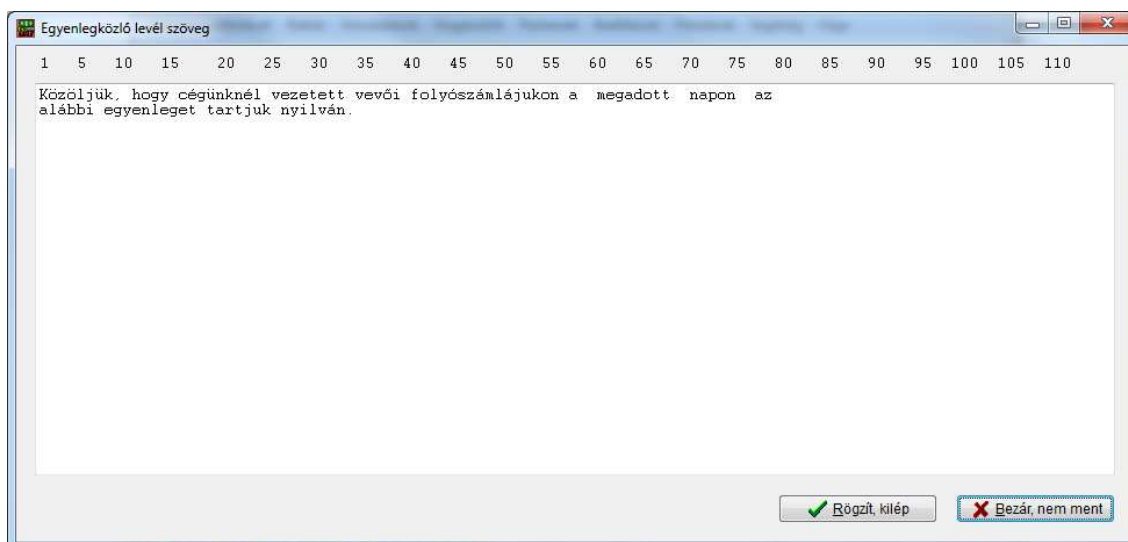 Egyenlegközlő levél szöveg
1 5 10 15 20 25 30 35 40 45 50 55 60 65 70 75 80 85 90 95 100 105 110
Közöljük, hogy cégünknél vezetett vevői folyószámlájukon a  megadott  napon  az
alábbi egyenleget tartjuk nyilván.
Rögzít, kilép Bezár, nem ment